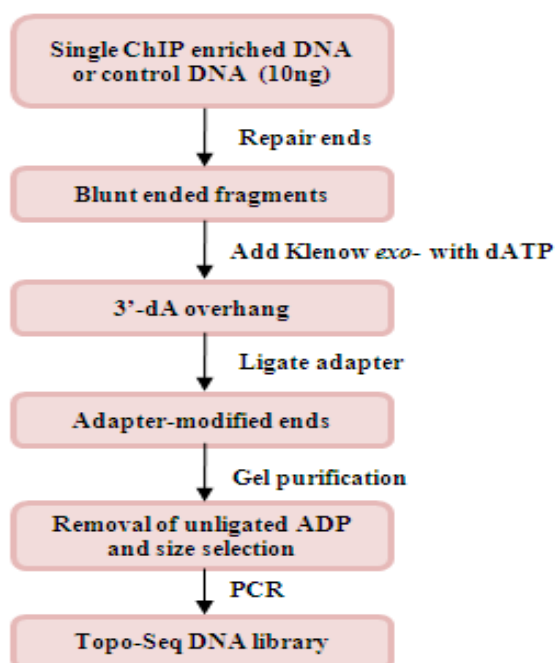 Single ChIP enriched DNA
or control DNA (10ng)
Repair ends
Blunt ended fragments
Add Klenow exo- with dATP
3'-dA overhang
Ligate adapter
Adapter-modified ends
Gel purification
Removal of unligated ADP
and size selection
PCR
Topo-Seq DNA library